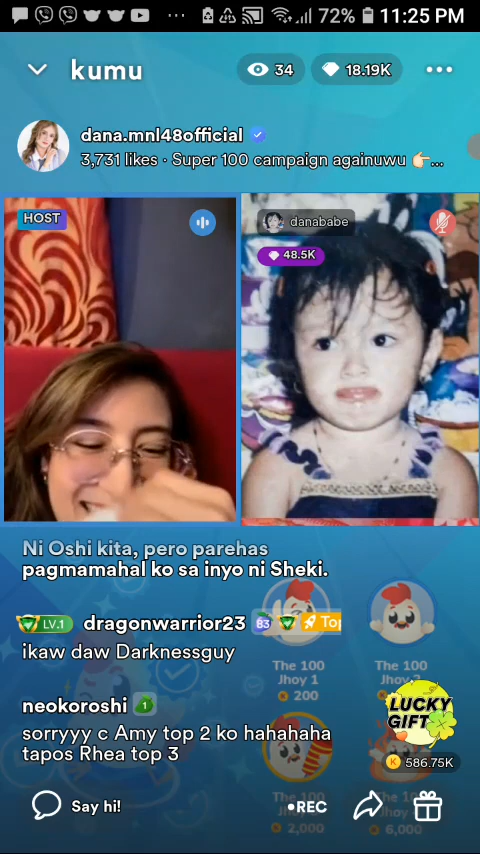 72% 11:25 PM
kumu
34
18.19K
dana.mnl48official
3,731 likes · Super 100 campaign againuwu 👉🏻...
HOST
danababe
48.5K
Ni Oshi kita, pero parehas
pagmamahal ko sa inyo ni Sheki.
LV.1 dragonwarrior23 83 Top
ikaw daw Darknessguy
The 100
Jhoy 1
200
The 100
neokoroshi 1
sorryyy c Amy top 2 ko hahahaha
tapos Rhea top 3
LUCKY
GIFT
K 586.75K
Say hi!
•REC
2,000
6,000